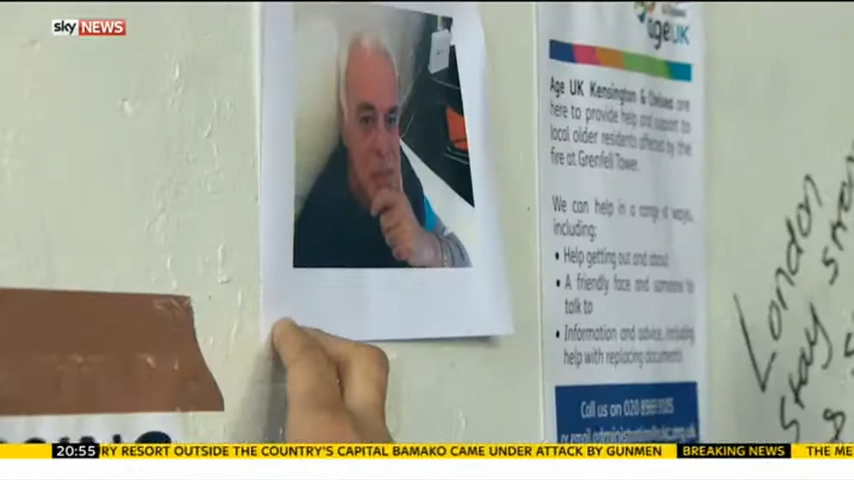 sky NEWS
ageUK
Age UK Kensington & Chelsea are
here to provide help and support to
local older residents affected by the
fire at Grenfell Tower.
We can help in a range of ways,
including:
• Help getting out and about
• A friendly face and someone to
talk to
• Information and advice, including
help with replacing documents
Call us on 020
or email
London
Stay strong
&
20:55 RY RESORT OUTSIDE THE COUNTRY'S CAPITAL BAMAKO CAME UNDER ATTACK BY GUNMEN BREAKING NEWS THE ME